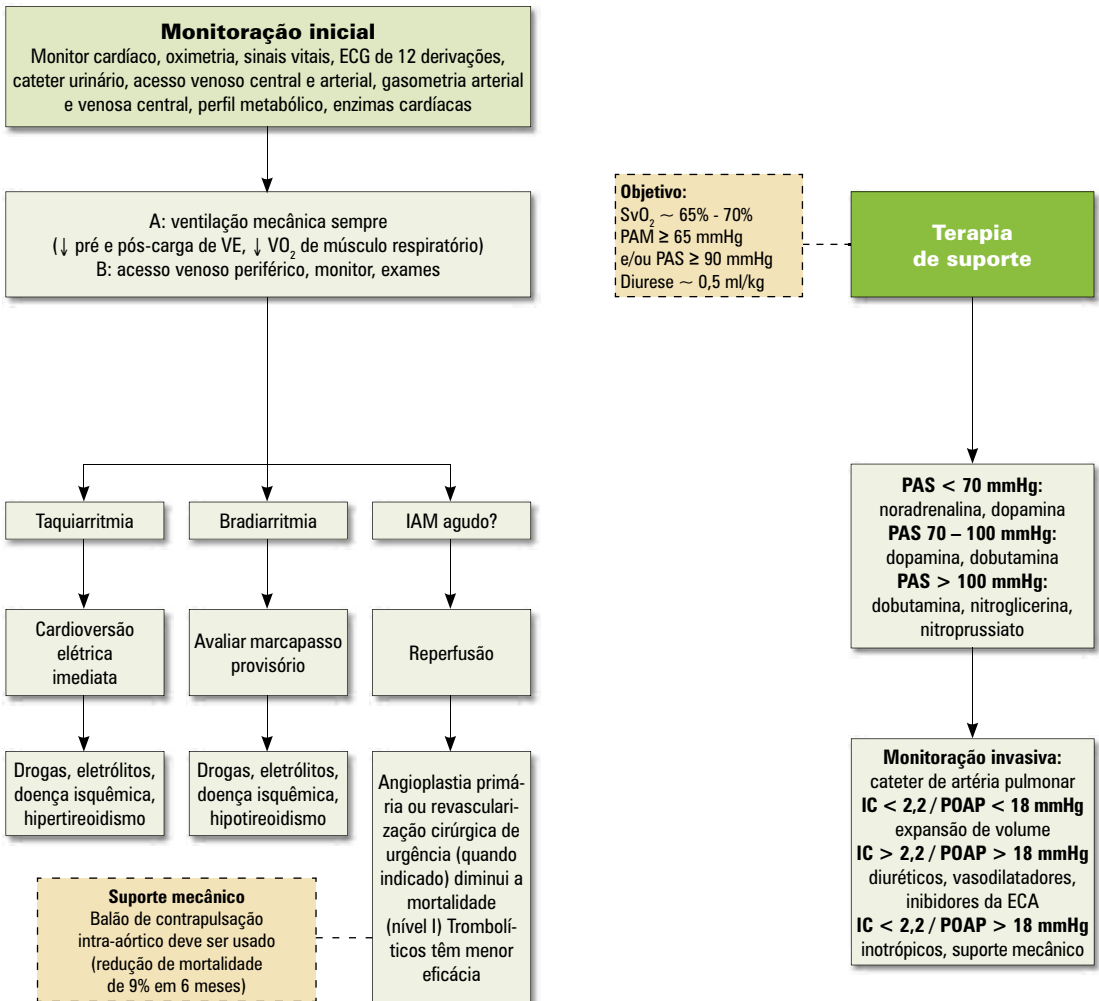 Monitoração inicial
Monitor cardíaco, oximetria, sinais vitais, ECG de 12 derivações,
cateter urinário, acesso venoso central e arterial, gasometria arterial
e venosa central, perfil metabólico, enzimas cardíacas
A: ventilação mecânica sempre
(↓ pré e pós-carga de VE, ↓ VO₂ de músculo respiratório)
B: acesso venoso periférico, monitor, exames
Taquiarritmia
Cardioversão
elétrica
imediata
Drogas, eletrólitos,
doença isquêmica,
hipertireoidismo
Bradiarritmia
Avaliar marcapasso
provisório
Drogas, eletrólitos,
doença isquêmica,
hipotireoidismo
IAM agudo?
Reperfusão
Angioplastia primá-
ria ou revasculari-
zação cirúrgica de
urgência (quando
indicado) diminui a
mortalidade
(nível I) Trombolí-
ticos têm menor
eficácia
Suporte mecânico
Balão de contrapulsação
intra-aórtico deve ser usado
(redução de mortalidade
de 9% em 6 meses)
Objetivo:
SvO₂ ~ 65% - 70%
PAM ≥ 65 mmHg
e/ou PAS ≥ 90 mmHg
Diurese ~ 0,5 ml/kg
Terapia
de suporte
PAS < 70 mmHg:
noradrenalina, dopamina
PAS 70 – 100 mmHg:
dopamina, dobutamina
PAS > 100 mmHg:
dobutamina, nitroglicerina,
nitroprussiato
Monitoração invasiva:
cateter de artéria pulmonar
IC < 2,2 / POAP < 18 mmHg
expansão de volume
IC > 2,2 / POAP > 18 mmHg
diuréticos, vasodilatadores,
inibidores da ECA
IC < 2,2 / POAP > 18 mmHg
inotrópicos, suporte mecânico